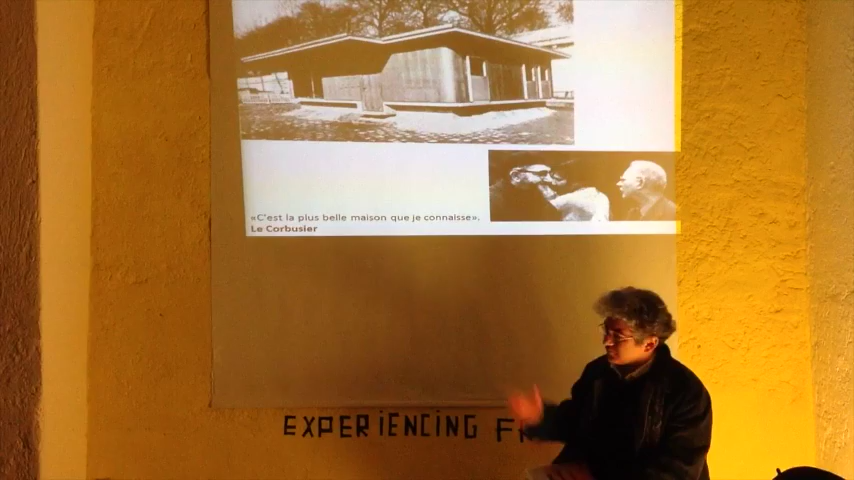 «C'est la plus belle maison que je connaisse».
Le Corbusier
EXPERIENCING